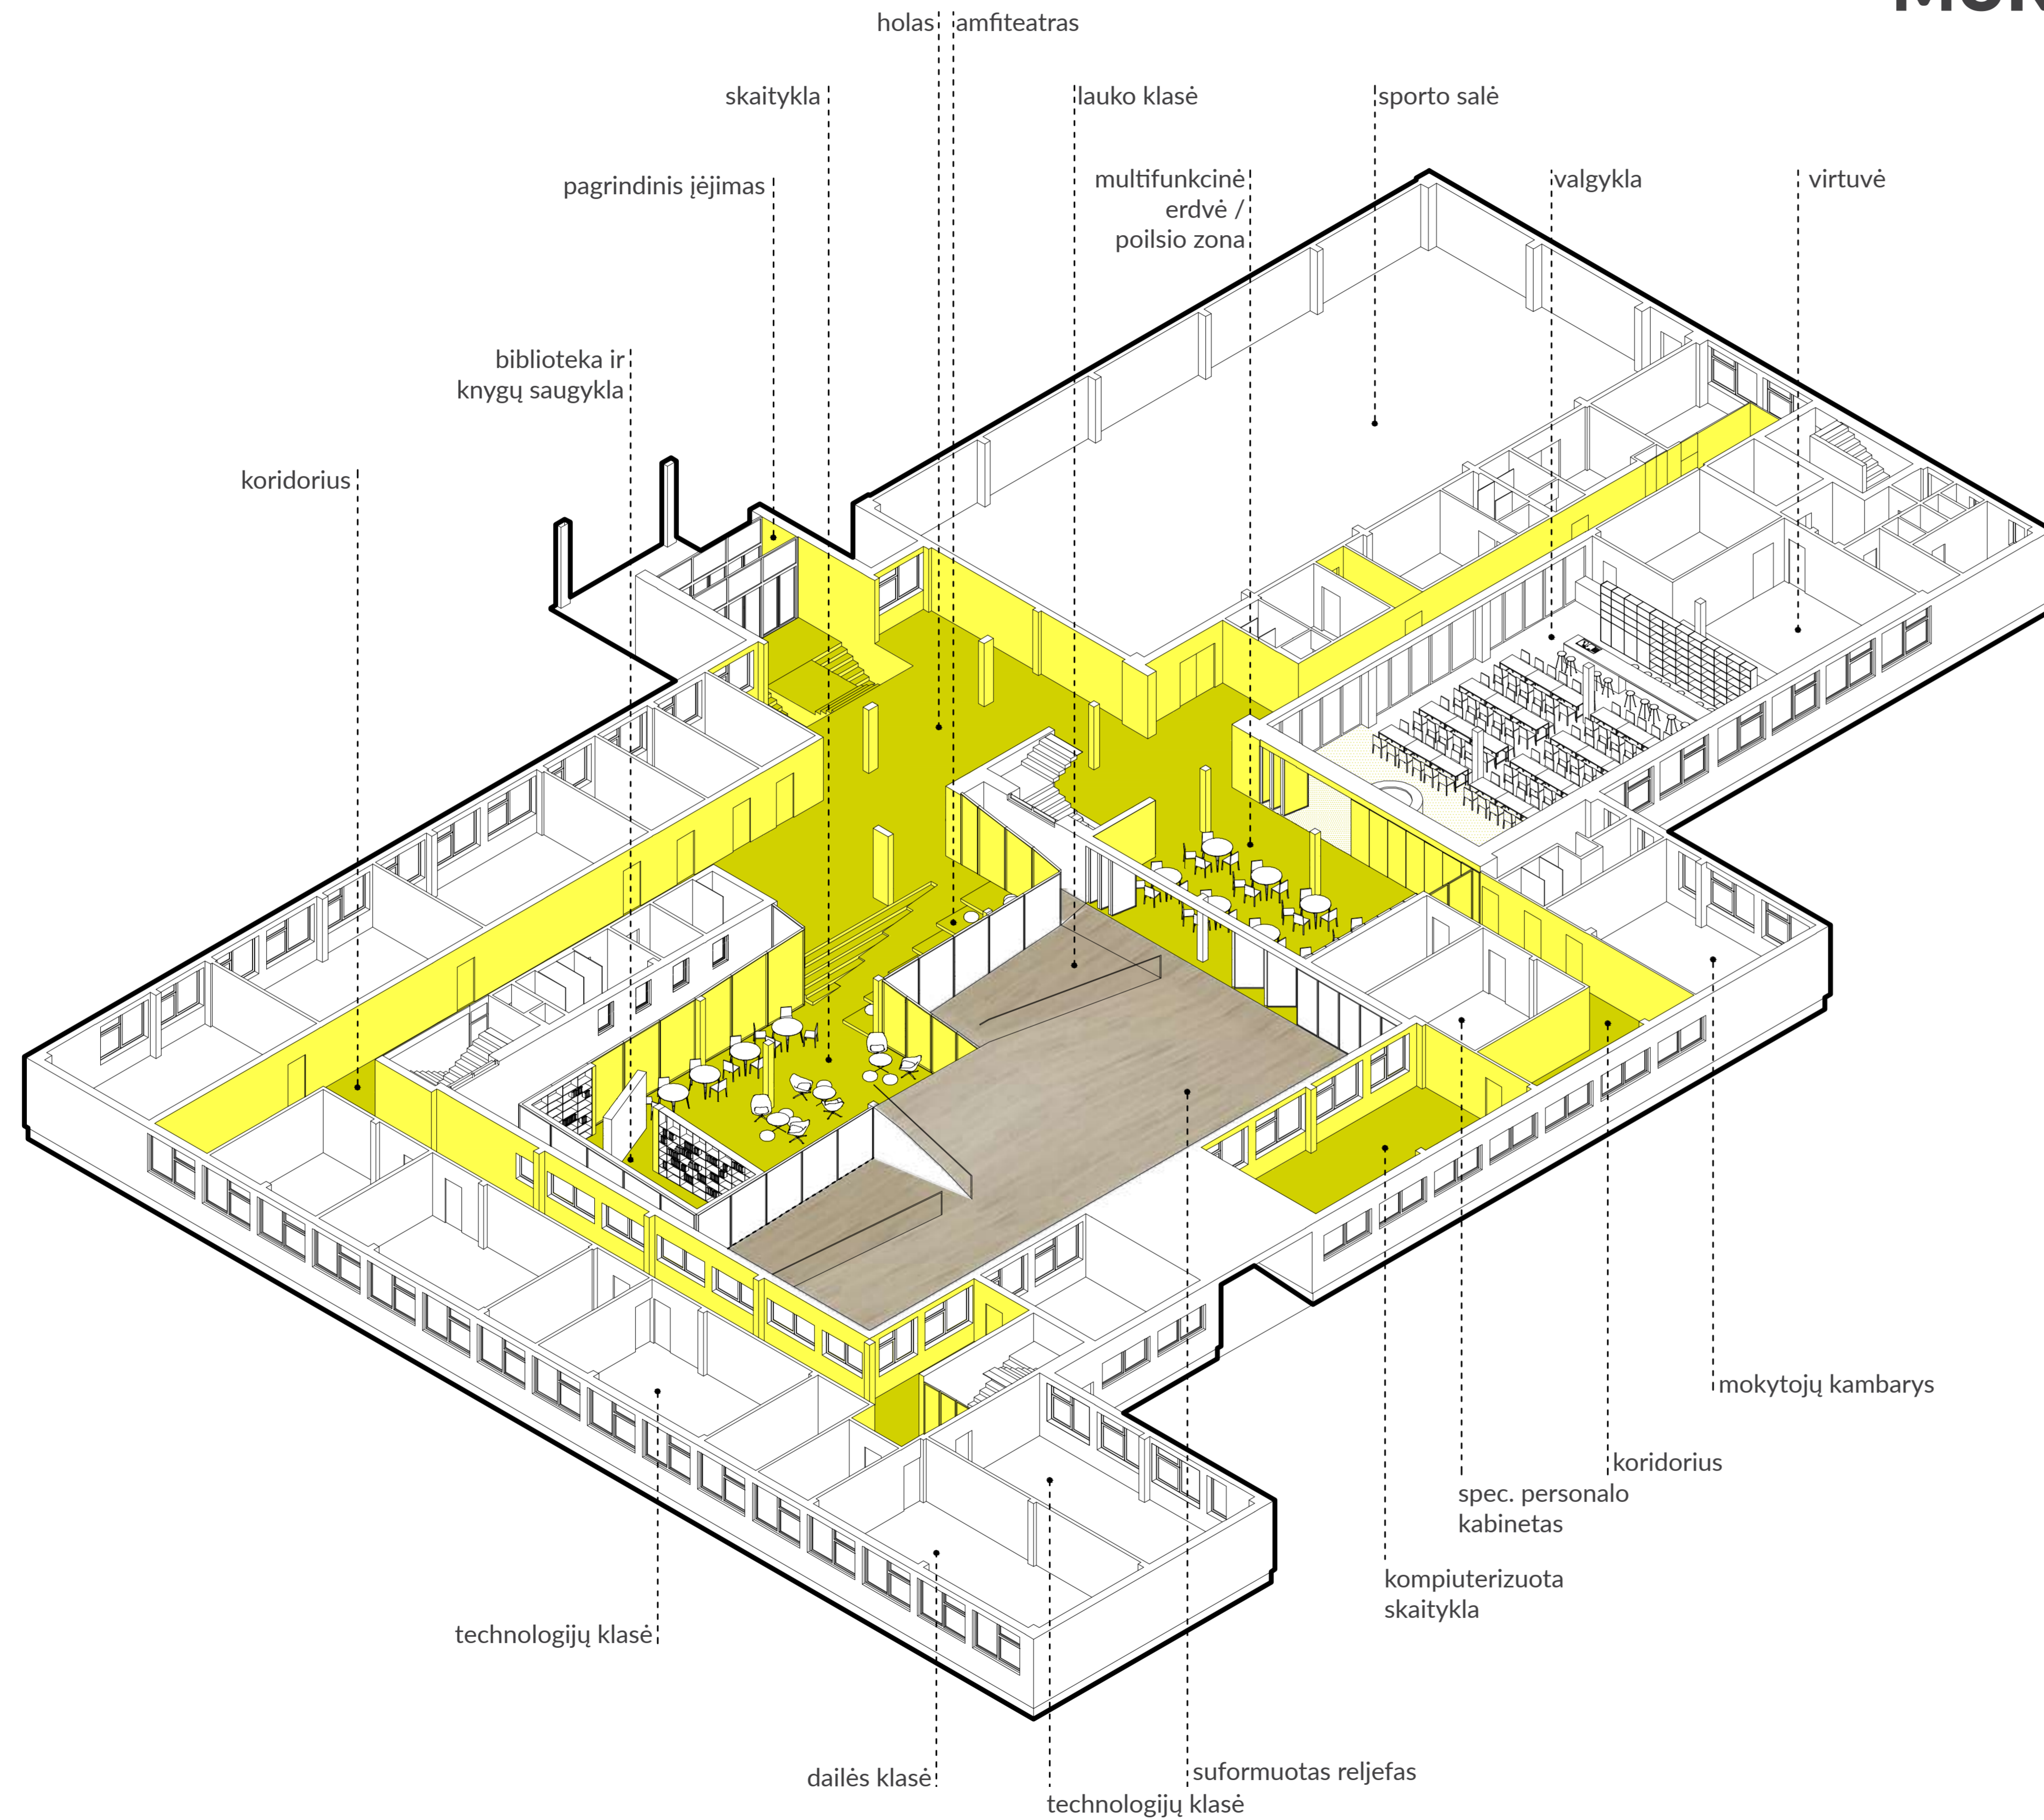 holas
amfiteatras
skaitykla
lauko klasė
sporto salė
pagrindinis įėjimas
multifunkcinė
erdvė /
poilsio zona
valgykla
virtuvė
biblioteka ir
knygų saugykla
koridorius
mokytojų kambarys
koridorius
spec. personalo
kabinetas
kompiuterizuota
skaitykla
technologijų klasė
dailės klasė
suformuotas reljefas
technologijų klasė